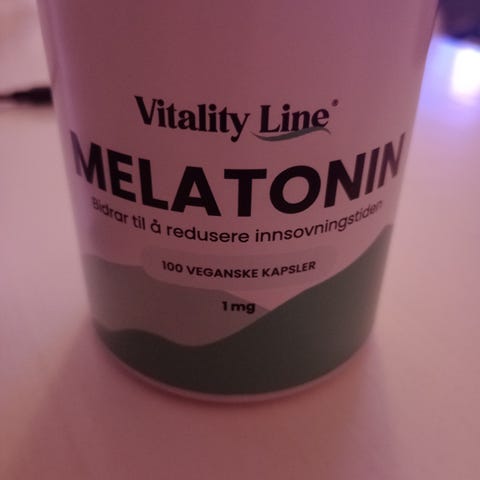 Vitality Line®
MELATONIN
Bidrar til å redusere innsovningstiden
100 VEGANSKE KAPSLER
1 mg